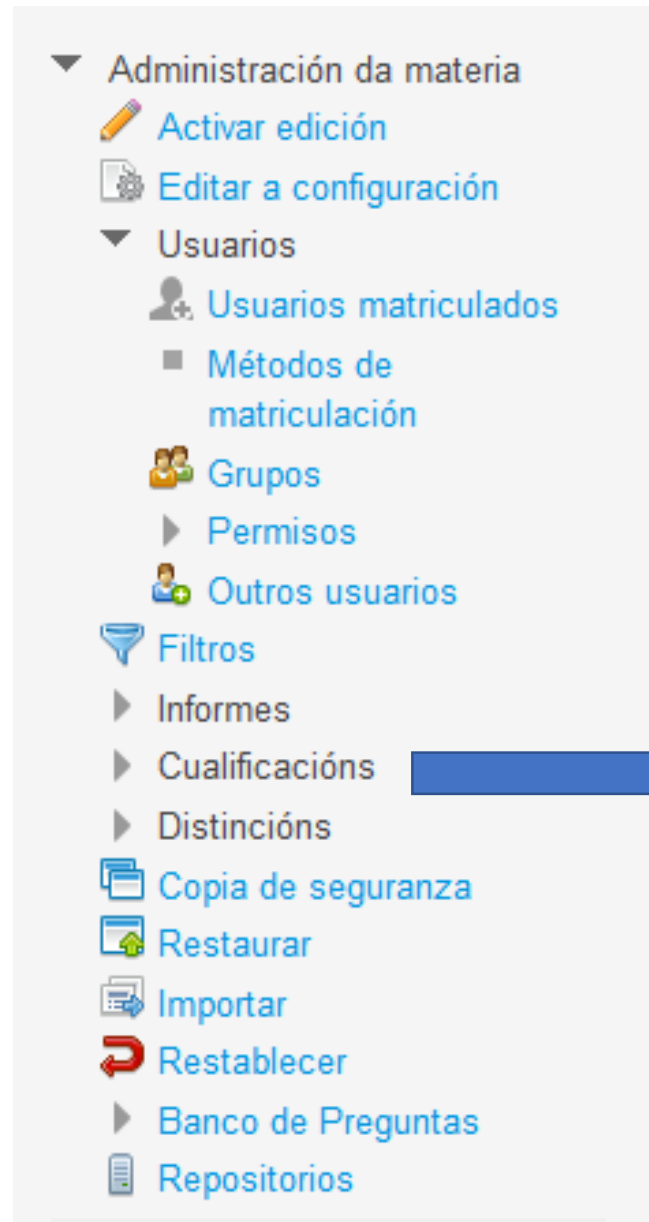 Administración da materia
Activar edición
Editar a configuración
Usuarios
Usuarios matriculados
Métodos de
matriculación
Grupos
Permisos
Outros usuarios
Filtros
Informes
Cualificacións
Distincións
Copia de seguranza
Restaurar
Importar
Restablecer
Banco de Preguntas
Repositorios